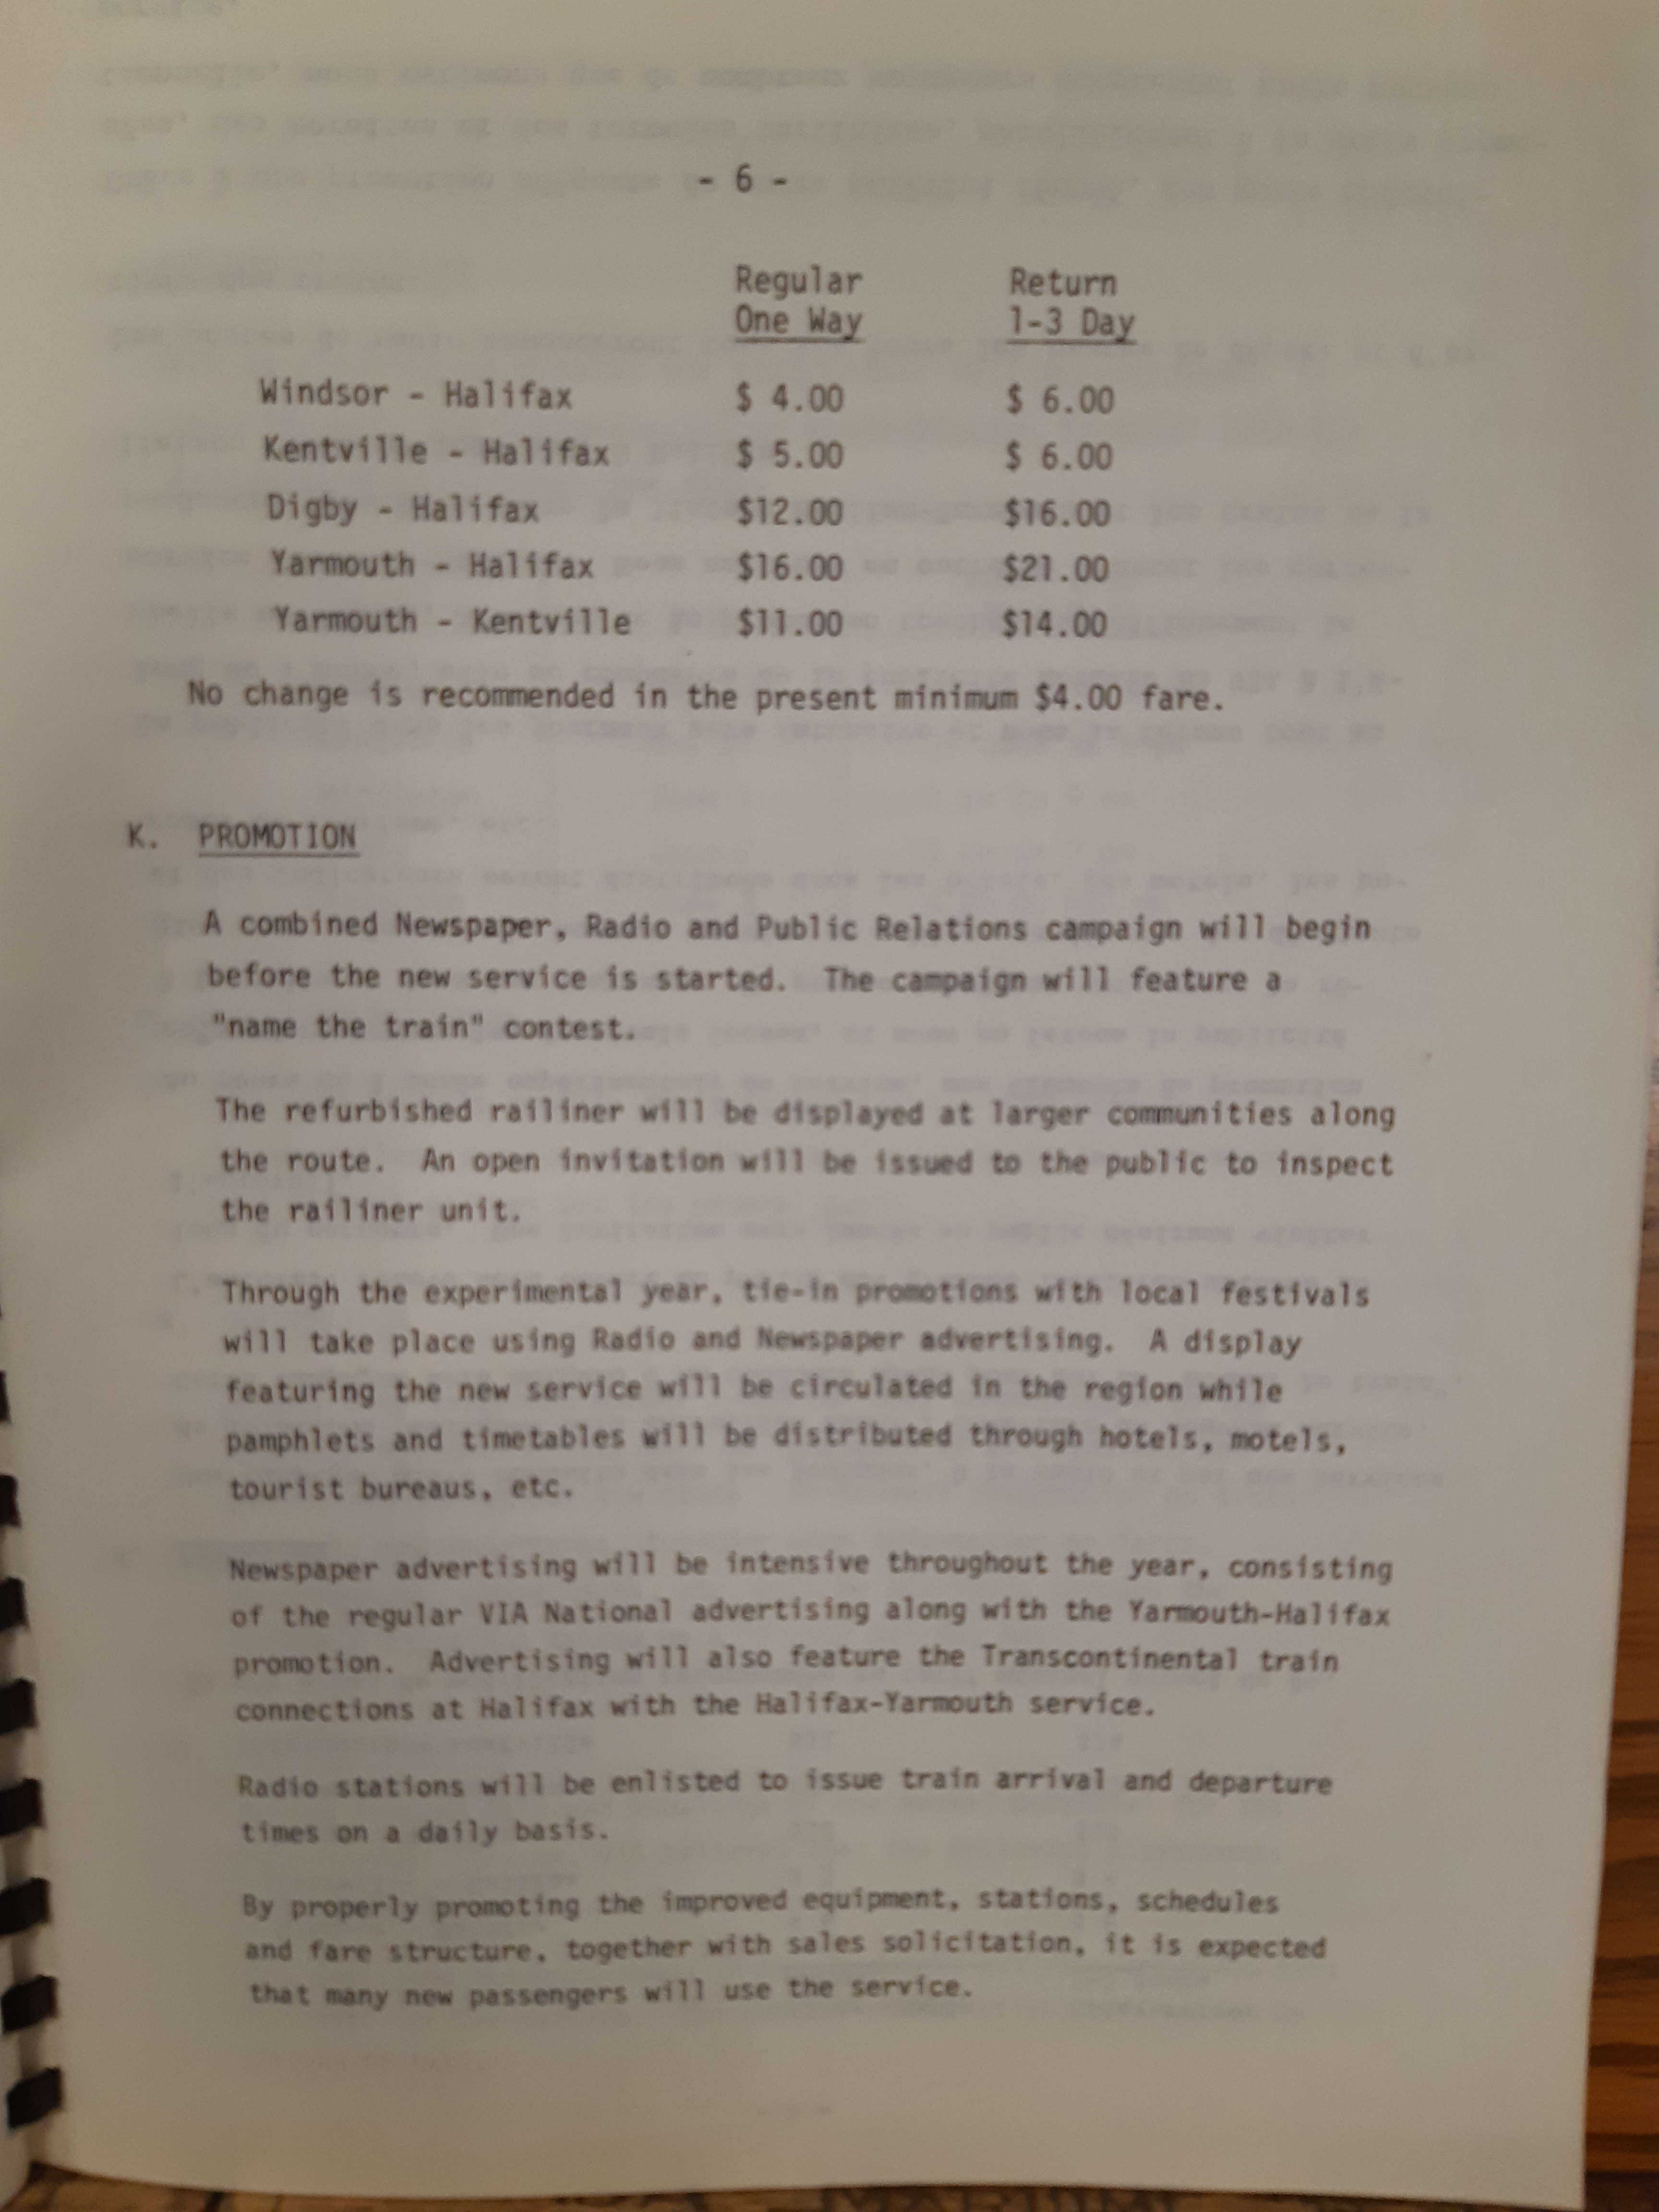 - 6 -
Regular Return
One Way 1-3 Day
Windsor - Halifax $ 4.00 $ 6.00
Kentville - Halifax $ 5.00 $ 6.00
Digby - Halifax $12.00 $16.00
Yarmouth - Halifax $16.00 $21.00
Yarmouth - Kentville $11.00 $14.00
No change is recommended in the present minimum $4.00 fare.
K. PROMOTION
A combined Newspaper, Radio and Public Relations campaign will begin
before the new service is started. The campaign will feature a
"name the train" contest.
The refurbished railiner will be displayed at larger communities along
the route. An open invitation will be issued to the public to inspect
the railiner unit.
Through the experimental year, tie-in promotions with local festivals
will take place using Radio and Newspaper advertising. A display
featuring the new service will be circulated in the region while
pamphlets and timetables will be distributed through hotels, motels,
tourist bureaus, etc.
Newspaper advertising will be intensive throughout the year, consisting
of the regular VIA National advertising along with the Yarmouth-Halifax
promotion. Advertising will also feature the Transcontinental train
connections at Halifax with the Halifax-Yarmouth service.
Radio stations will be enlisted to issue train arrival and departure
times on a daily basis.
By properly promoting the improved equipment, stations, schedules
and fare structure, together with sales solicitation, it is expected
that many new passengers will use the service.